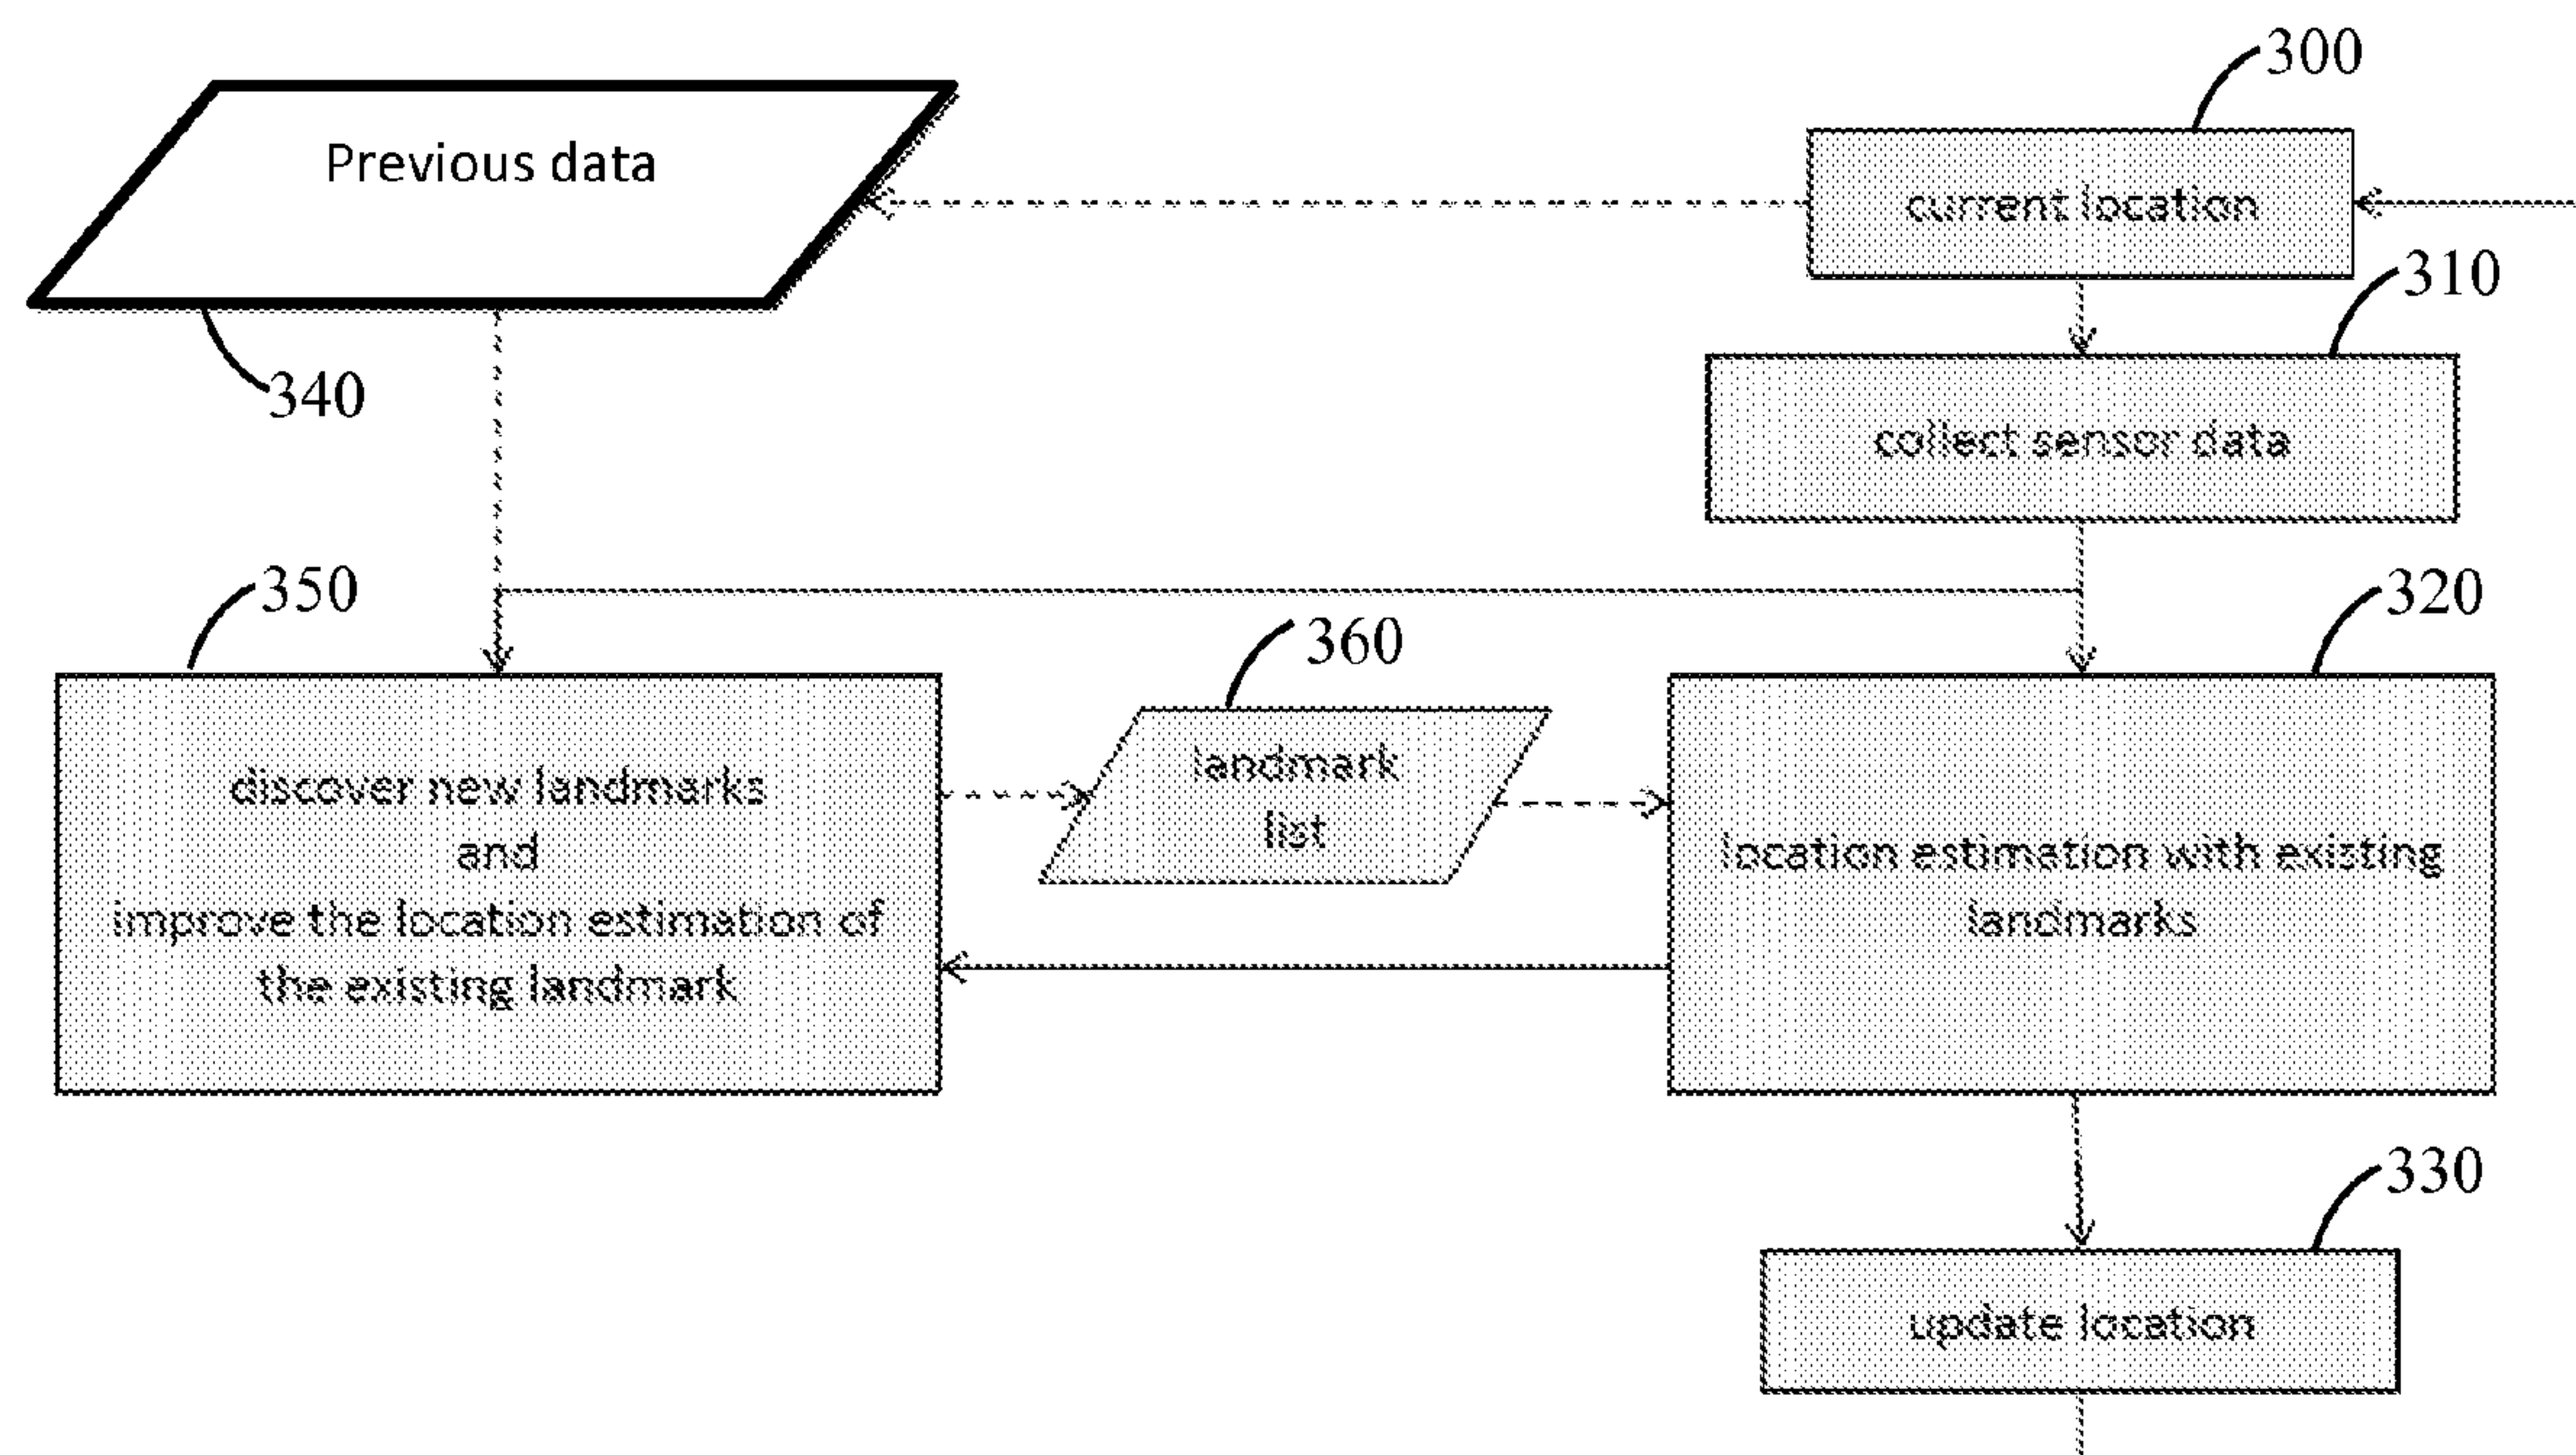 300
Previous data
current location
310
collect sensor data
340
350
320
360
landmark
list
discover new landmarks
and
improve the location estimation of
the existing landmark
location estimation with existing
landmarks
330
update location